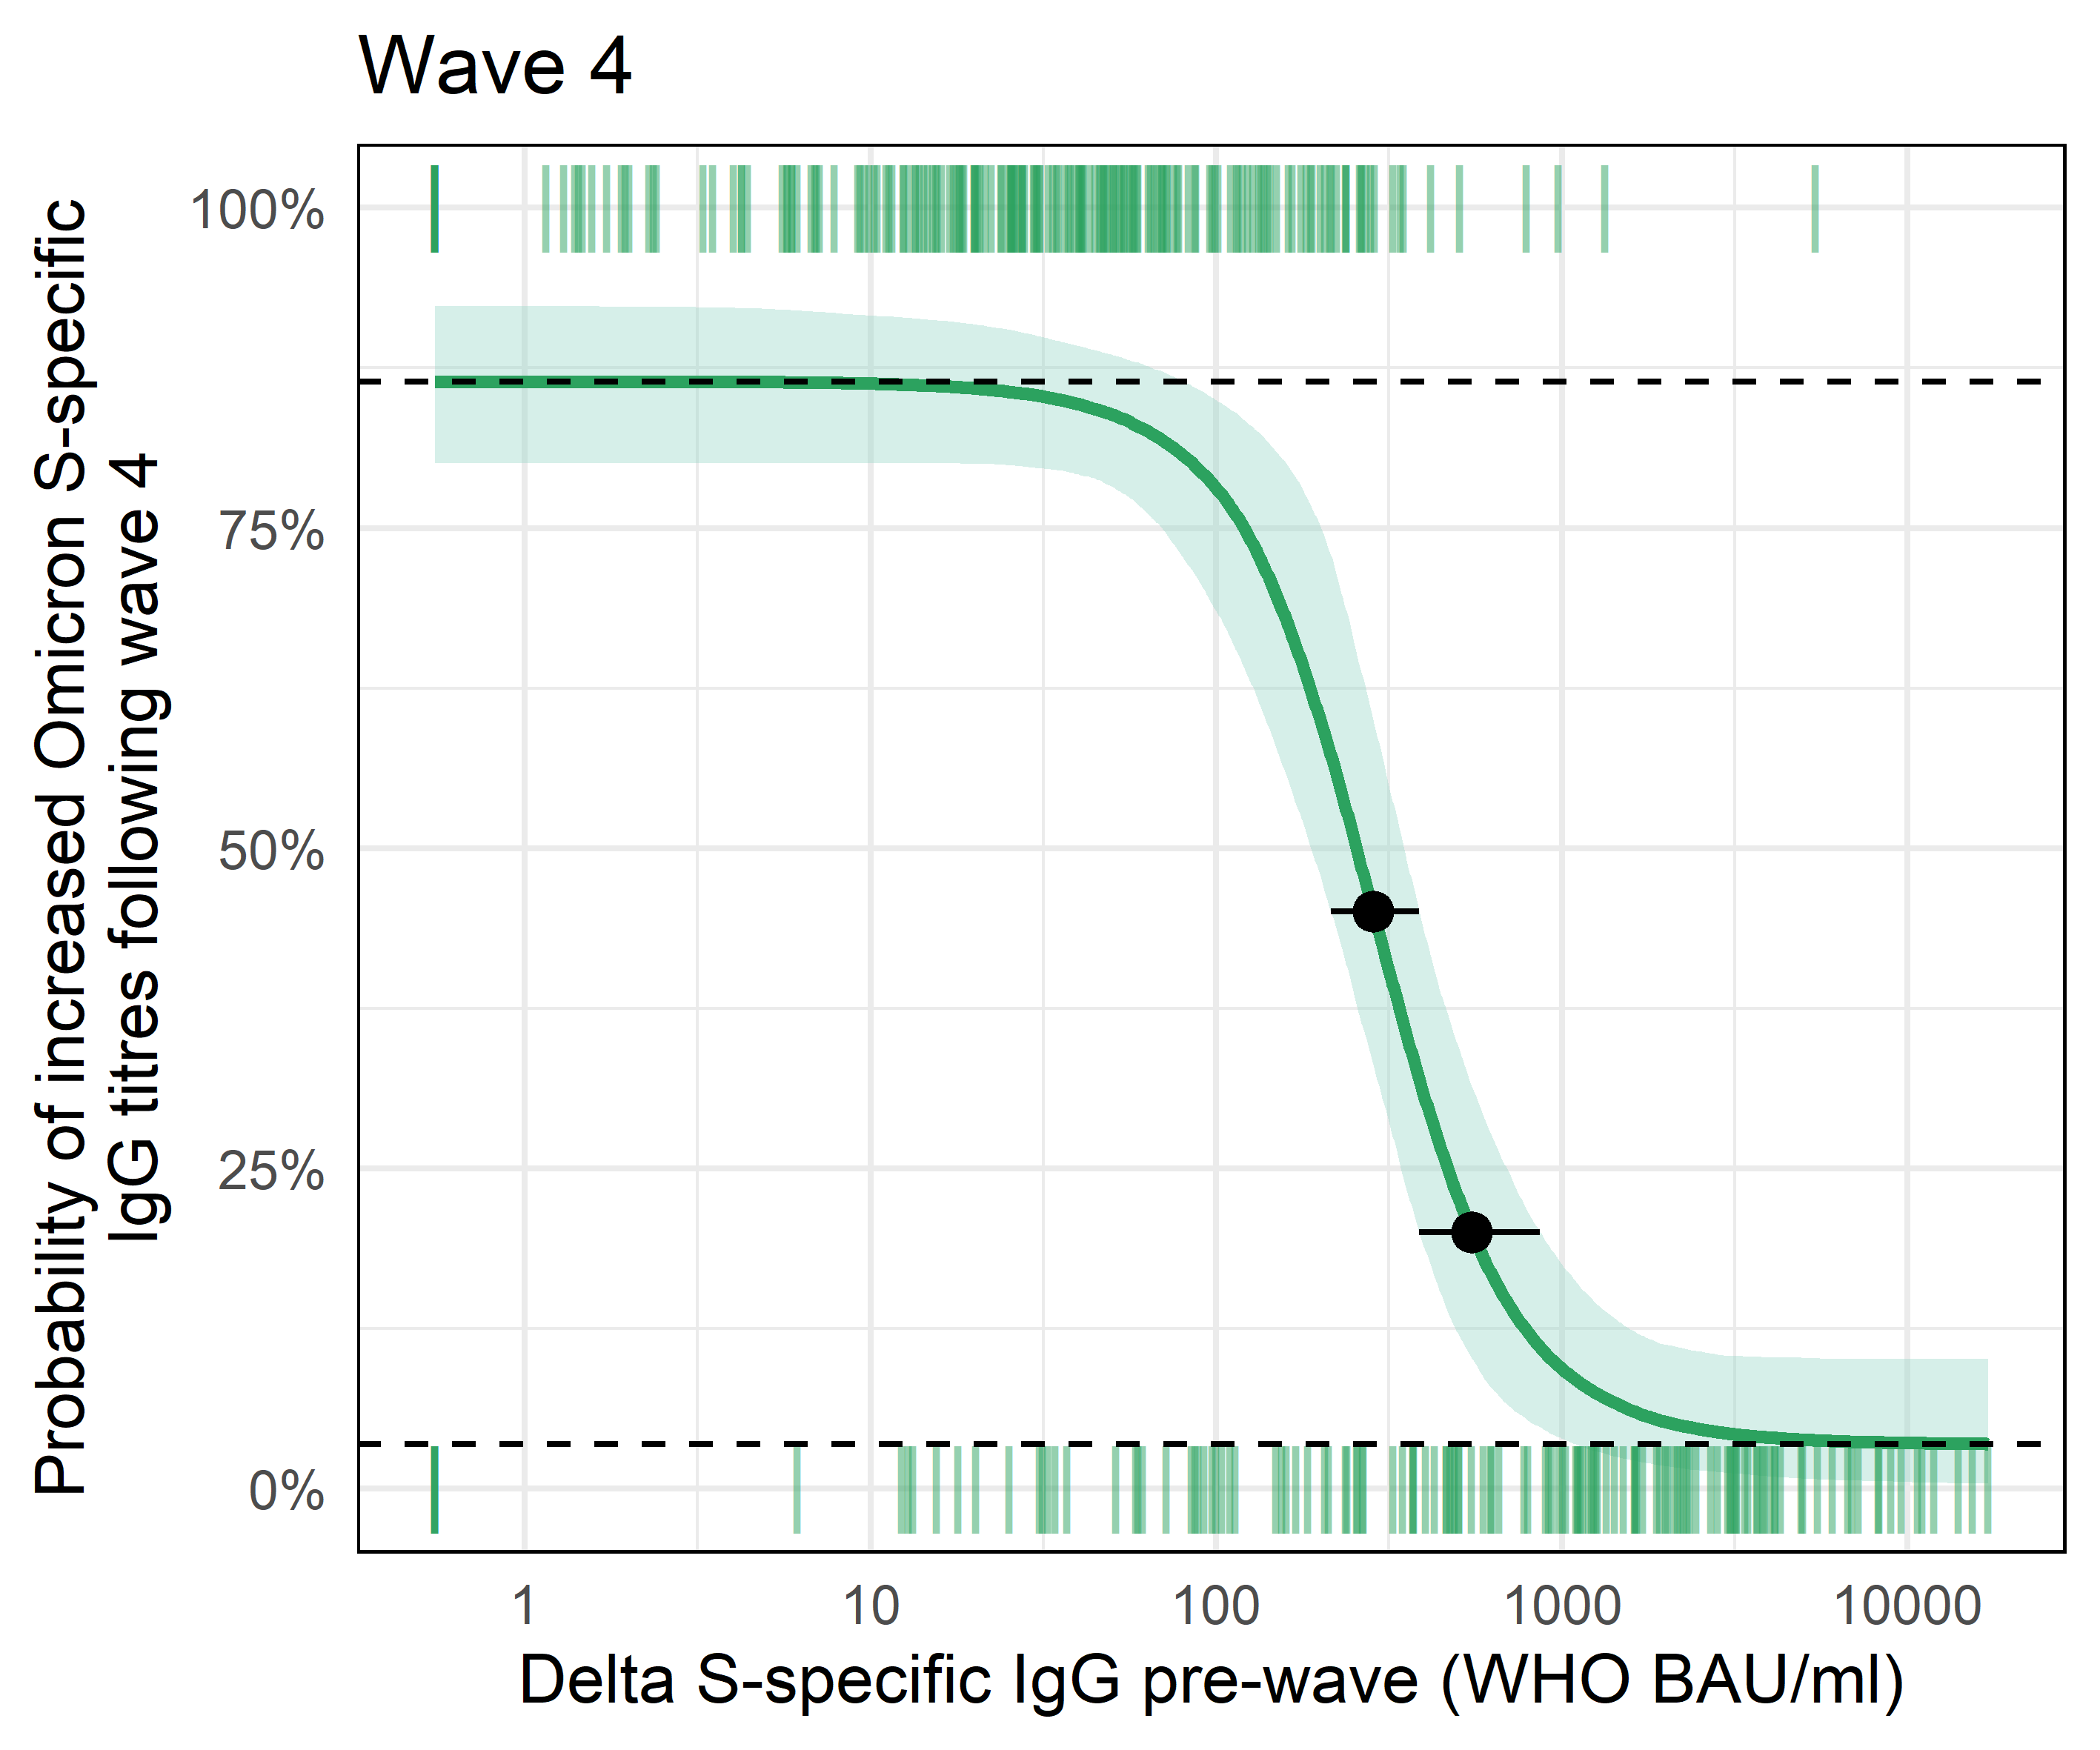 Wave 4
Probability of increased Omicron S-specific
IgG titres following wave 4
100%
75%
50%
25%
0%
1 10 100 1000 10000
Delta S-specific IgG pre-wave (WHO BAU/ml)